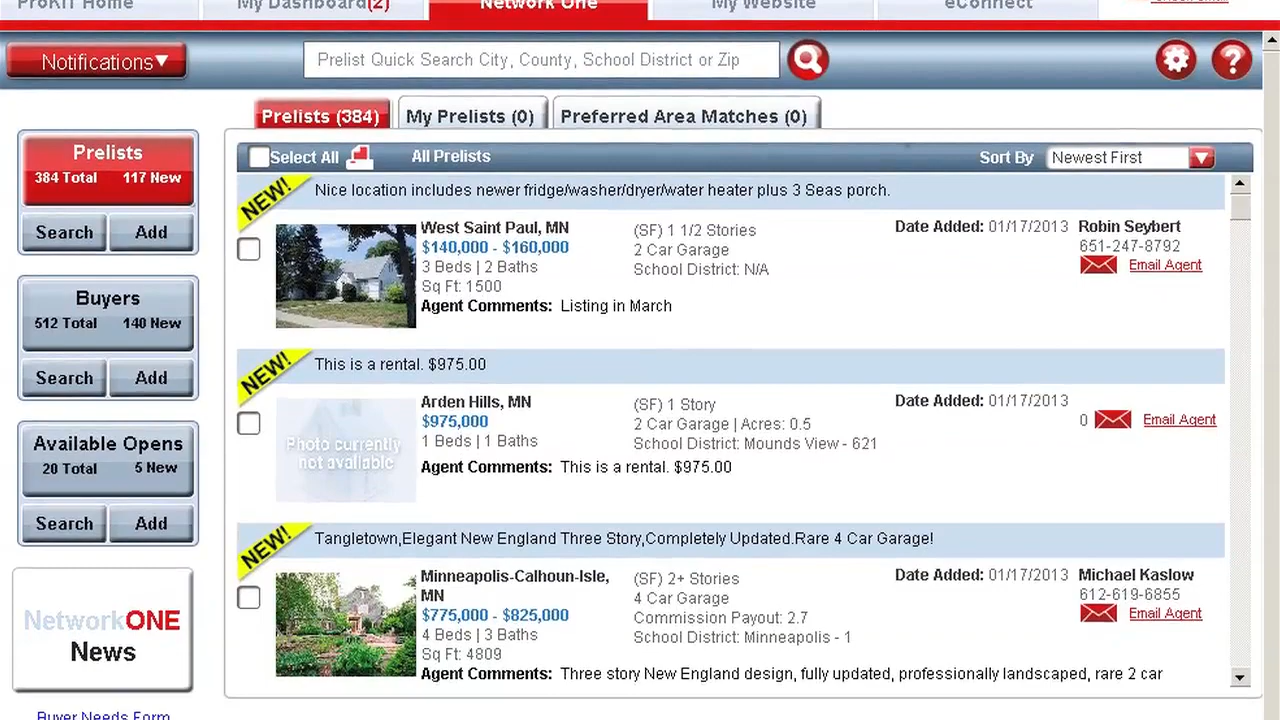 ProKIT Home
My Dashboard(2)
Network One
My Website
eConnect
Notifications▼
Prelist Quick Search City, County, School District or Zip
?
Prelists (384)
My Prelists (0)
Preferred Area Matches (0)
Prelists
384 Total 117 New
Search Add
Buyers
512 Total 140 New
Search Add
Available Opens
20 Total 5 New
Search Add
NetworkONE
News
Buyer Needs Form
Select All
All Prelists
Sort By Newest First
NEW!
Nice location includes newer fridge/washer/dryer/water heater plus 3 Seas porch.
West Saint Paul, MN
$140,000 - $160,000
3 Beds | 2 Baths
Sq Ft: 1500
(SF) 1 1/2 Stories
2 Car Garage
School District: N/A
Date Added: 01/17/2013
Robin Seybert
651-247-8792
Email Agent
Agent Comments: Listing in March
NEW!
This is a rental. $975.00
Photo currently
not available
Arden Hills, MN
$975,000
1 Beds | 1 Baths
(SF) 1 Story
2 Car Garage | Acres: 0.5
School District: Mounds View - 621
Date Added: 01/17/2013
0 Email Agent
Agent Comments: This is a rental. $975.00
NEW!
Tangletown,Elegant New England Three Story,Completely Updated.Rare 4 Car Garage!
Minneapolis-Calhoun-Isle,
MN
$775,000 - $825,000
4 Beds | 3 Baths
Sq Ft: 4809
(SF) 2+ Stories
4 Car Garage
Commission Payout: 2.7
School District: Minneapolis - 1
Date Added: 01/17/2013
Michael Kaslow
612-619-6855
Email Agent
Agent Comments: Three story New England design, fully updated, professionally landscaped, rare 2 car